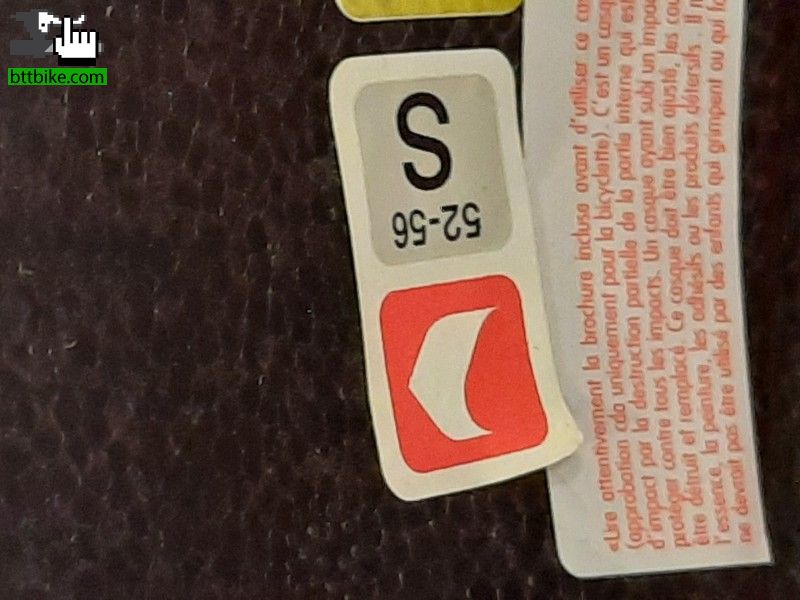 bttbike.com
S
52-56
«Lire attentivement la brochure incluse avant d'utiliser ce
(approbation cda uniquement pour la bicyclette). C'est un
d'impact par la destruction partielle de la partie interne qui
protéger contre tous les impacts. Un casque ayant subi un
être détruit et remplacé. Ce casque doit être bien ajusté, les
l'essence, la peinture, les adhésifs ou les produits détersifs. Il
ne devrait pas être utilisé par des enfants qui grimpent ou qui